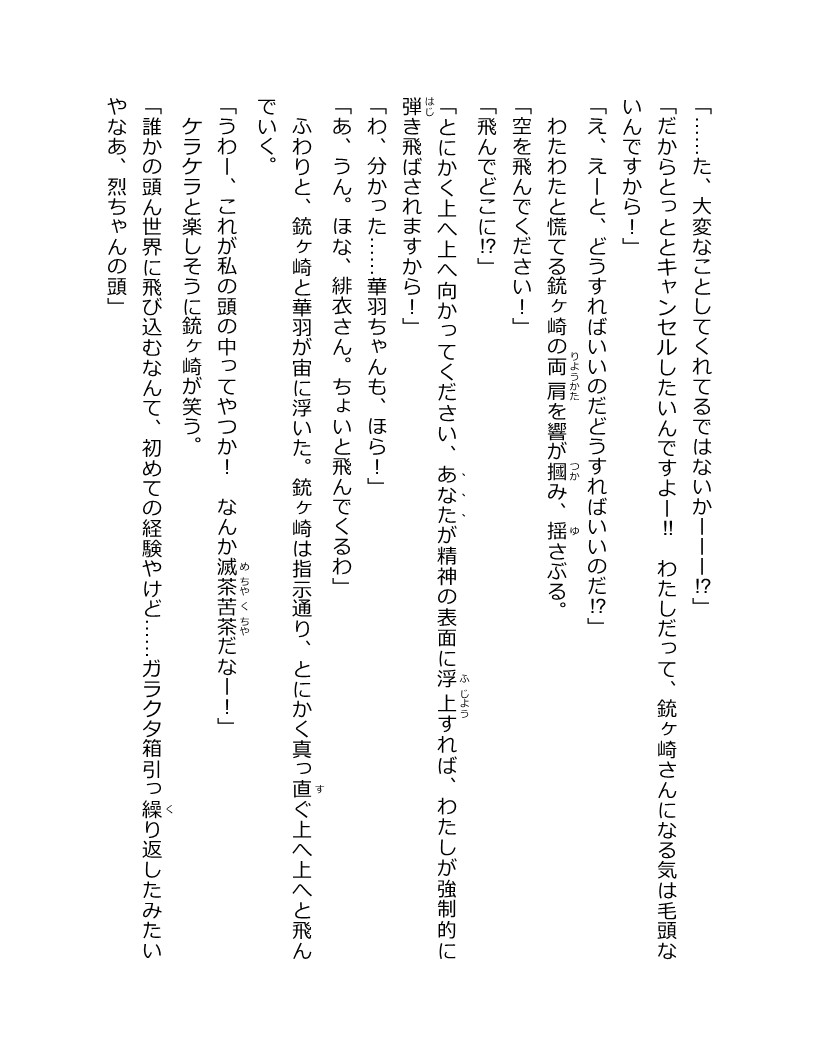 「……た、大変なことしてくれてるではないかーーー!?」
「だからとっととキャンセルしたいんですよー!!　わたしだって、銃ヶ崎さんになる気は毛頭な
いんですから！」
「え、えーと、どうすればいいのだどうすればいいのだ!?」
　わたわたと慌てる銃ヶ崎の両肩を響が摑み、揺さぶる。
「空を飛んでください！」
「飛んでどこに!?」
「とにかく上へ上へ向かってください、あなたが精神の表面に浮上すれば、わたしが強制的に
弾き飛ばされますから！」
「わ、分かった……華羽ちゃんも、ほら！」
「あ、うん。ほな、緋衣さん。ちょいと飛んでくるわ」
　ふわりと、銃ヶ崎と華羽が宙に浮いた。銃ヶ崎は指示通り、とにかく真っ直ぐ上へ上へと飛ん
でいく。
「うわー、これが私の頭の中ってやつか！　なんか滅茶苦茶だなー！」
　ケラケラと楽しそうに銃ヶ崎が笑う。
「誰かの頭ん世界に飛び込むなんて、初めての経験やけど……ガラクタ箱引っ繰り返したみたい
やなあ、烈ちゃんの頭」